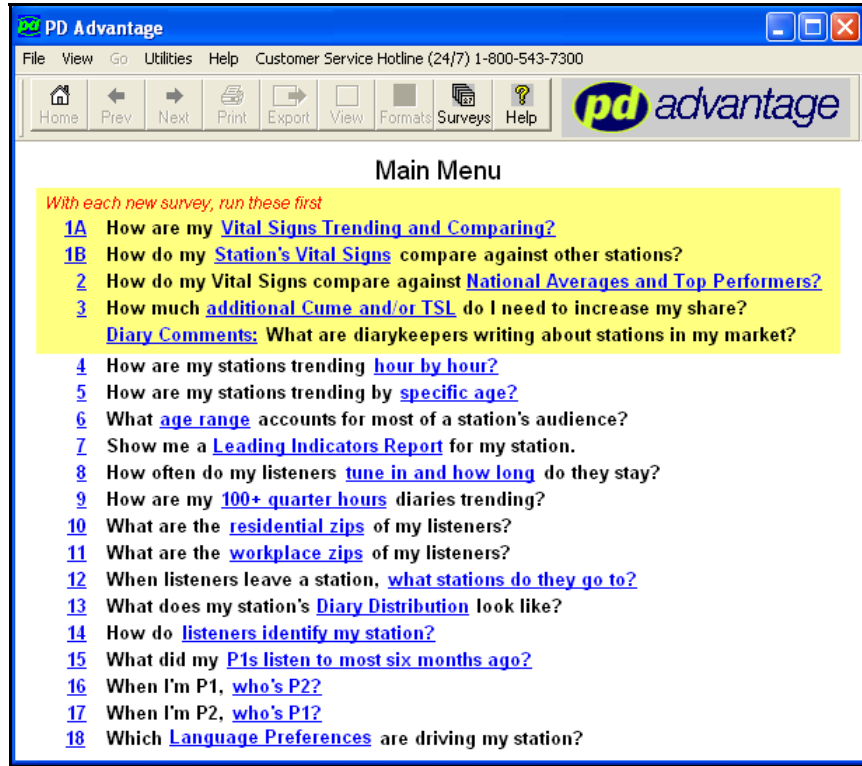 PD Advantage
File View Go Utilities Help Customer Service Hotline (24/7) 1-800-543-7300
Home Prev Next Print Export View Formats Surveys Help
pd advantage
Main Menu
With each new survey, run these first
1A How are my Vital Signs Trending and Comparing?
1B How do my Station's Vital Signs compare against other stations?
2 How do my Vital Signs compare against National Averages and Top Performers?
3 How much additional Cume and/or TSL do I need to increase my share?
Diary Comments: What are diarykeepers writing about stations in my market?
4 How are my stations trending hour by hour?
5 How are my stations trending by specific age?
6 What age range accounts for most of a station's audience?
7 Show me a Leading Indicators Report for my station.
8 How often do my listeners tune in and how long do they stay?
9 How are my 100+ quarter hours diaries trending?
10 What are the residential zips of my listeners?
11 What are the workplace zips of my listeners?
12 When listeners leave a station, what stations do they go to?
13 What does my station's Diary Distribution look like?
14 How do listeners identify my station?
15 What did my P1s listen to most six months ago?
16 When I'm P1, who's P2?
17 When I'm P2, who's P1?
18 Which Language Preferences are driving my station?